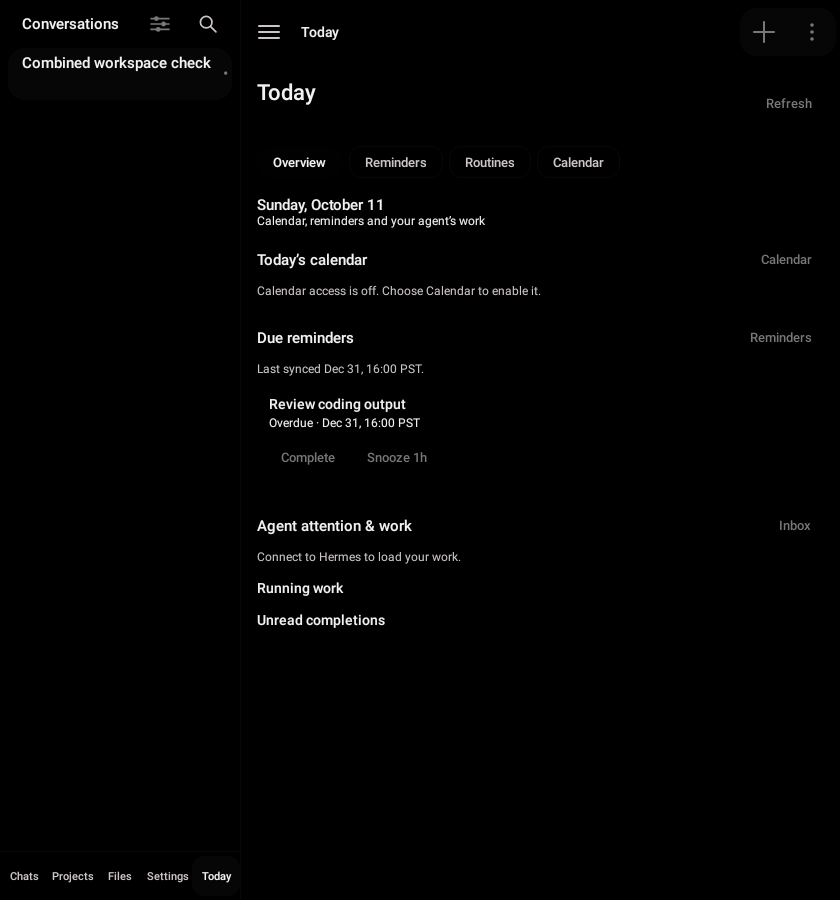 Conversations
Combined workspace check
Today
Today
Refresh
Overview
Reminders
Routines
Calendar
Sunday, October 11
Calendar, reminders and your agent’s work
Today’s calendar
Calendar
Calendar access is off. Choose Calendar to enable it.
Due reminders
Reminders
Last synced Dec 31, 16:00 PST.
Review coding output
Overdue · Dec 31, 16:00 PST
Complete
Snooze 1h
Agent attention & work
Inbox
Connect to Hermes to load your work.
Running work
Unread completions
Chats
Projects
Files
Settings
Today